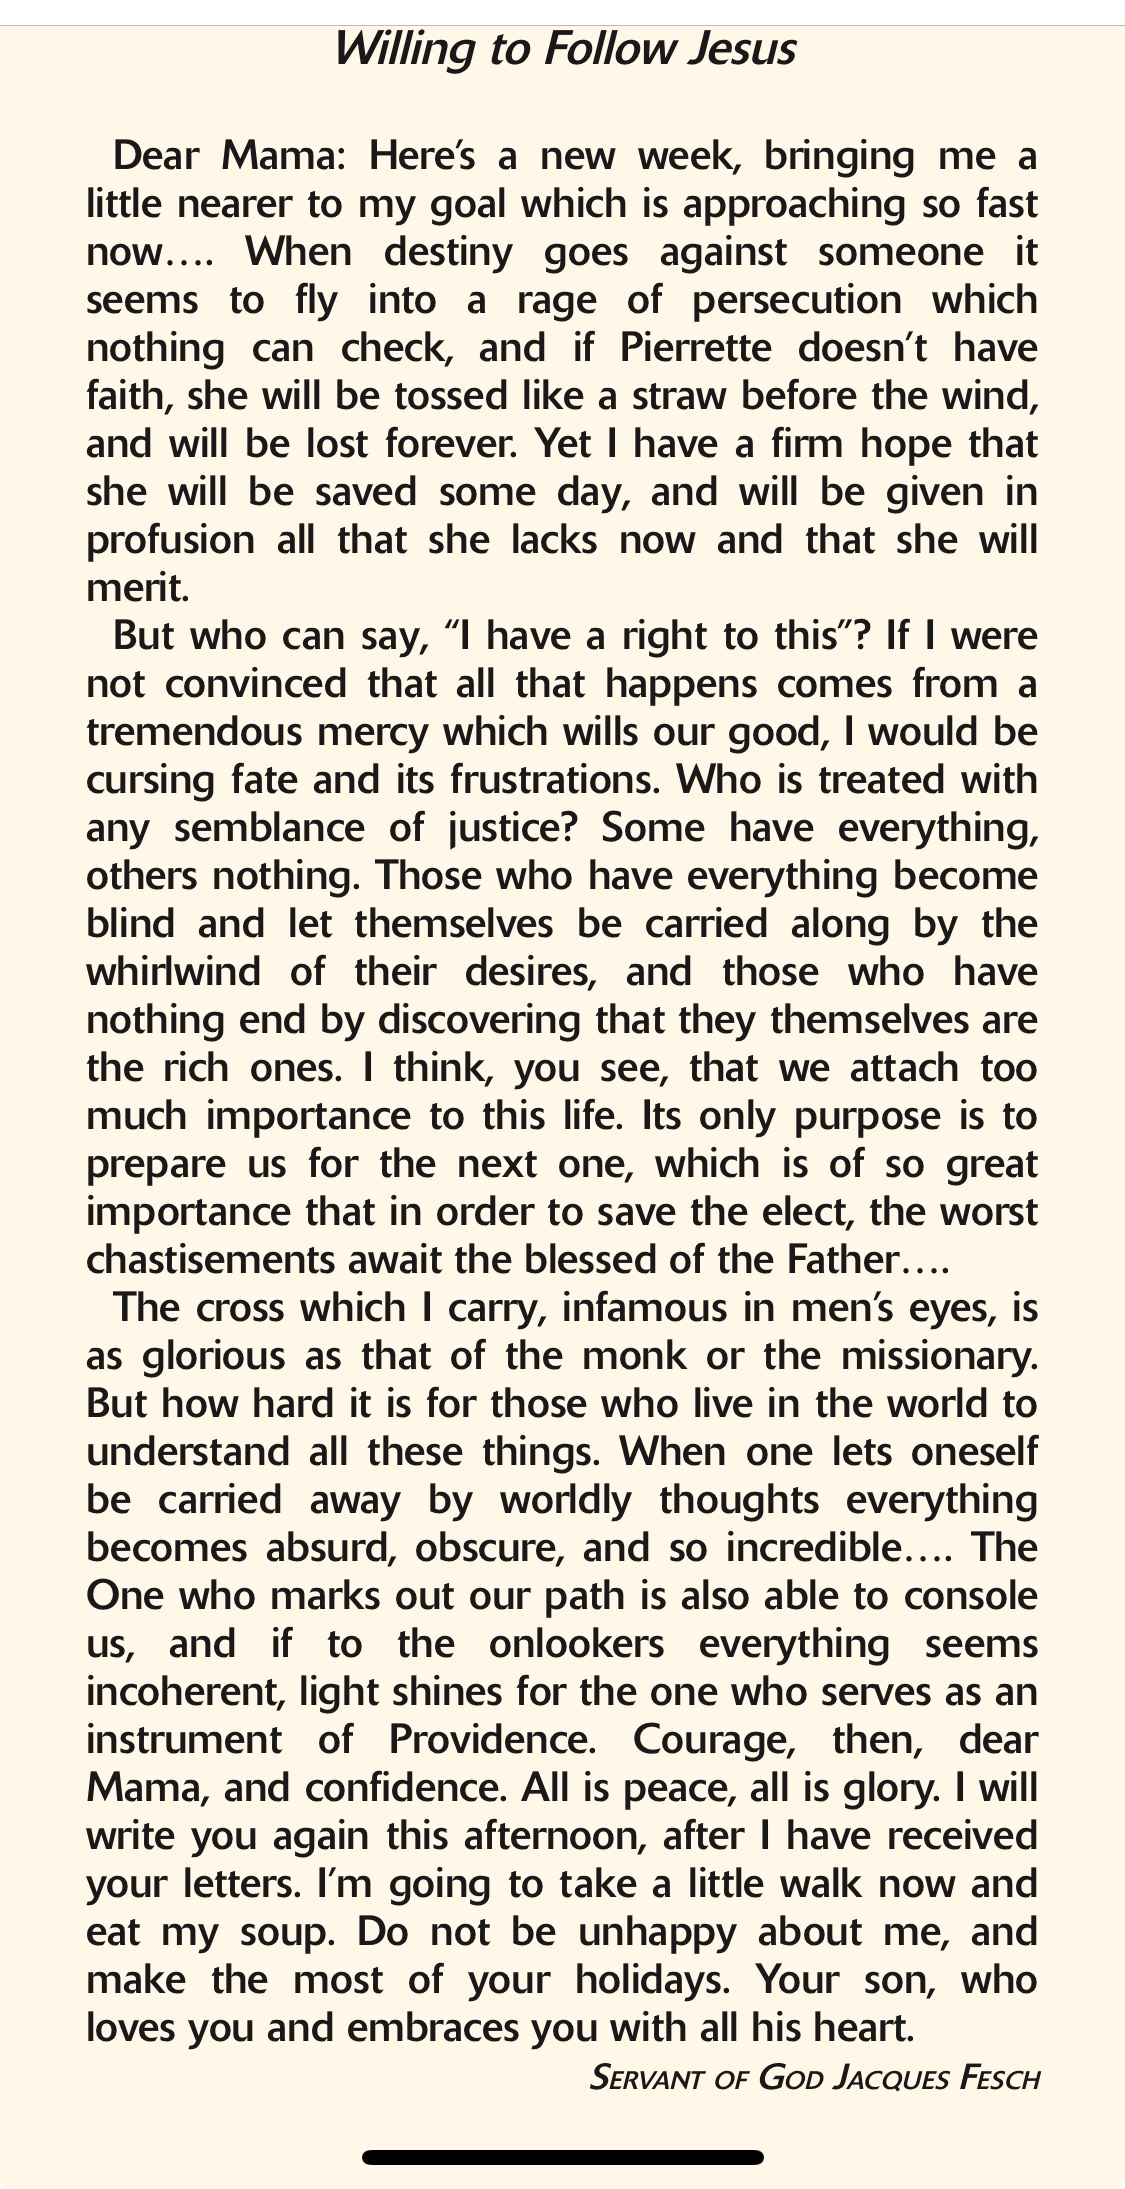 Willing to Follow Jesus
Dear Mama: Here’s a new week, bringing me a
little nearer to my goal which is approaching so fast
now…. When destiny goes against someone it
seems to fly into a rage of persecution which
nothing can check, and if Pierrette doesn’t have
faith, she will be tossed like a straw before the wind,
and will be lost forever. Yet I have a firm hope that
she will be saved some day, and will be given in
profusion all that she lacks now and that she will
merit.
But who can say, “I have a right to this”? If I were
not convinced that all that happens comes from a
tremendous mercy which wills our good, I would be
cursing fate and its frustrations. Who is treated with
any semblance of justice? Some have everything,
others nothing. Those who have everything become
blind and let themselves be carried along by the
whirlwind of their desires, and those who have
nothing end by discovering that they themselves are
the rich ones. I think, you see, that we attach too
much importance to this life. Its only purpose is to
prepare us for the next one, which is of so great
importance that in order to save the elect, the worst
chastisements await the blessed of the Father….
The cross which I carry, infamous in men’s eyes, is
as glorious as that of the monk or the missionary.
But how hard it is for those who live in the world to
understand all these things. When one lets oneself
be carried away by worldly thoughts everything
becomes absurd, obscure, and so incredible…. The
One who marks out our path is also able to console
us, and if to the onlookers everything seems
incoherent, light shines for the one who serves as an
instrument of Providence. Courage, then, dear
Mama, and confidence. All is peace, all is glory. I will
write you again this afternoon, after I have received
your letters. I’m going to take a little walk now and
eat my soup. Do not be unhappy about me, and
make the most of your holidays. Your son, who
loves you and embraces you with all his heart.
Servant of God Jacques Fesch